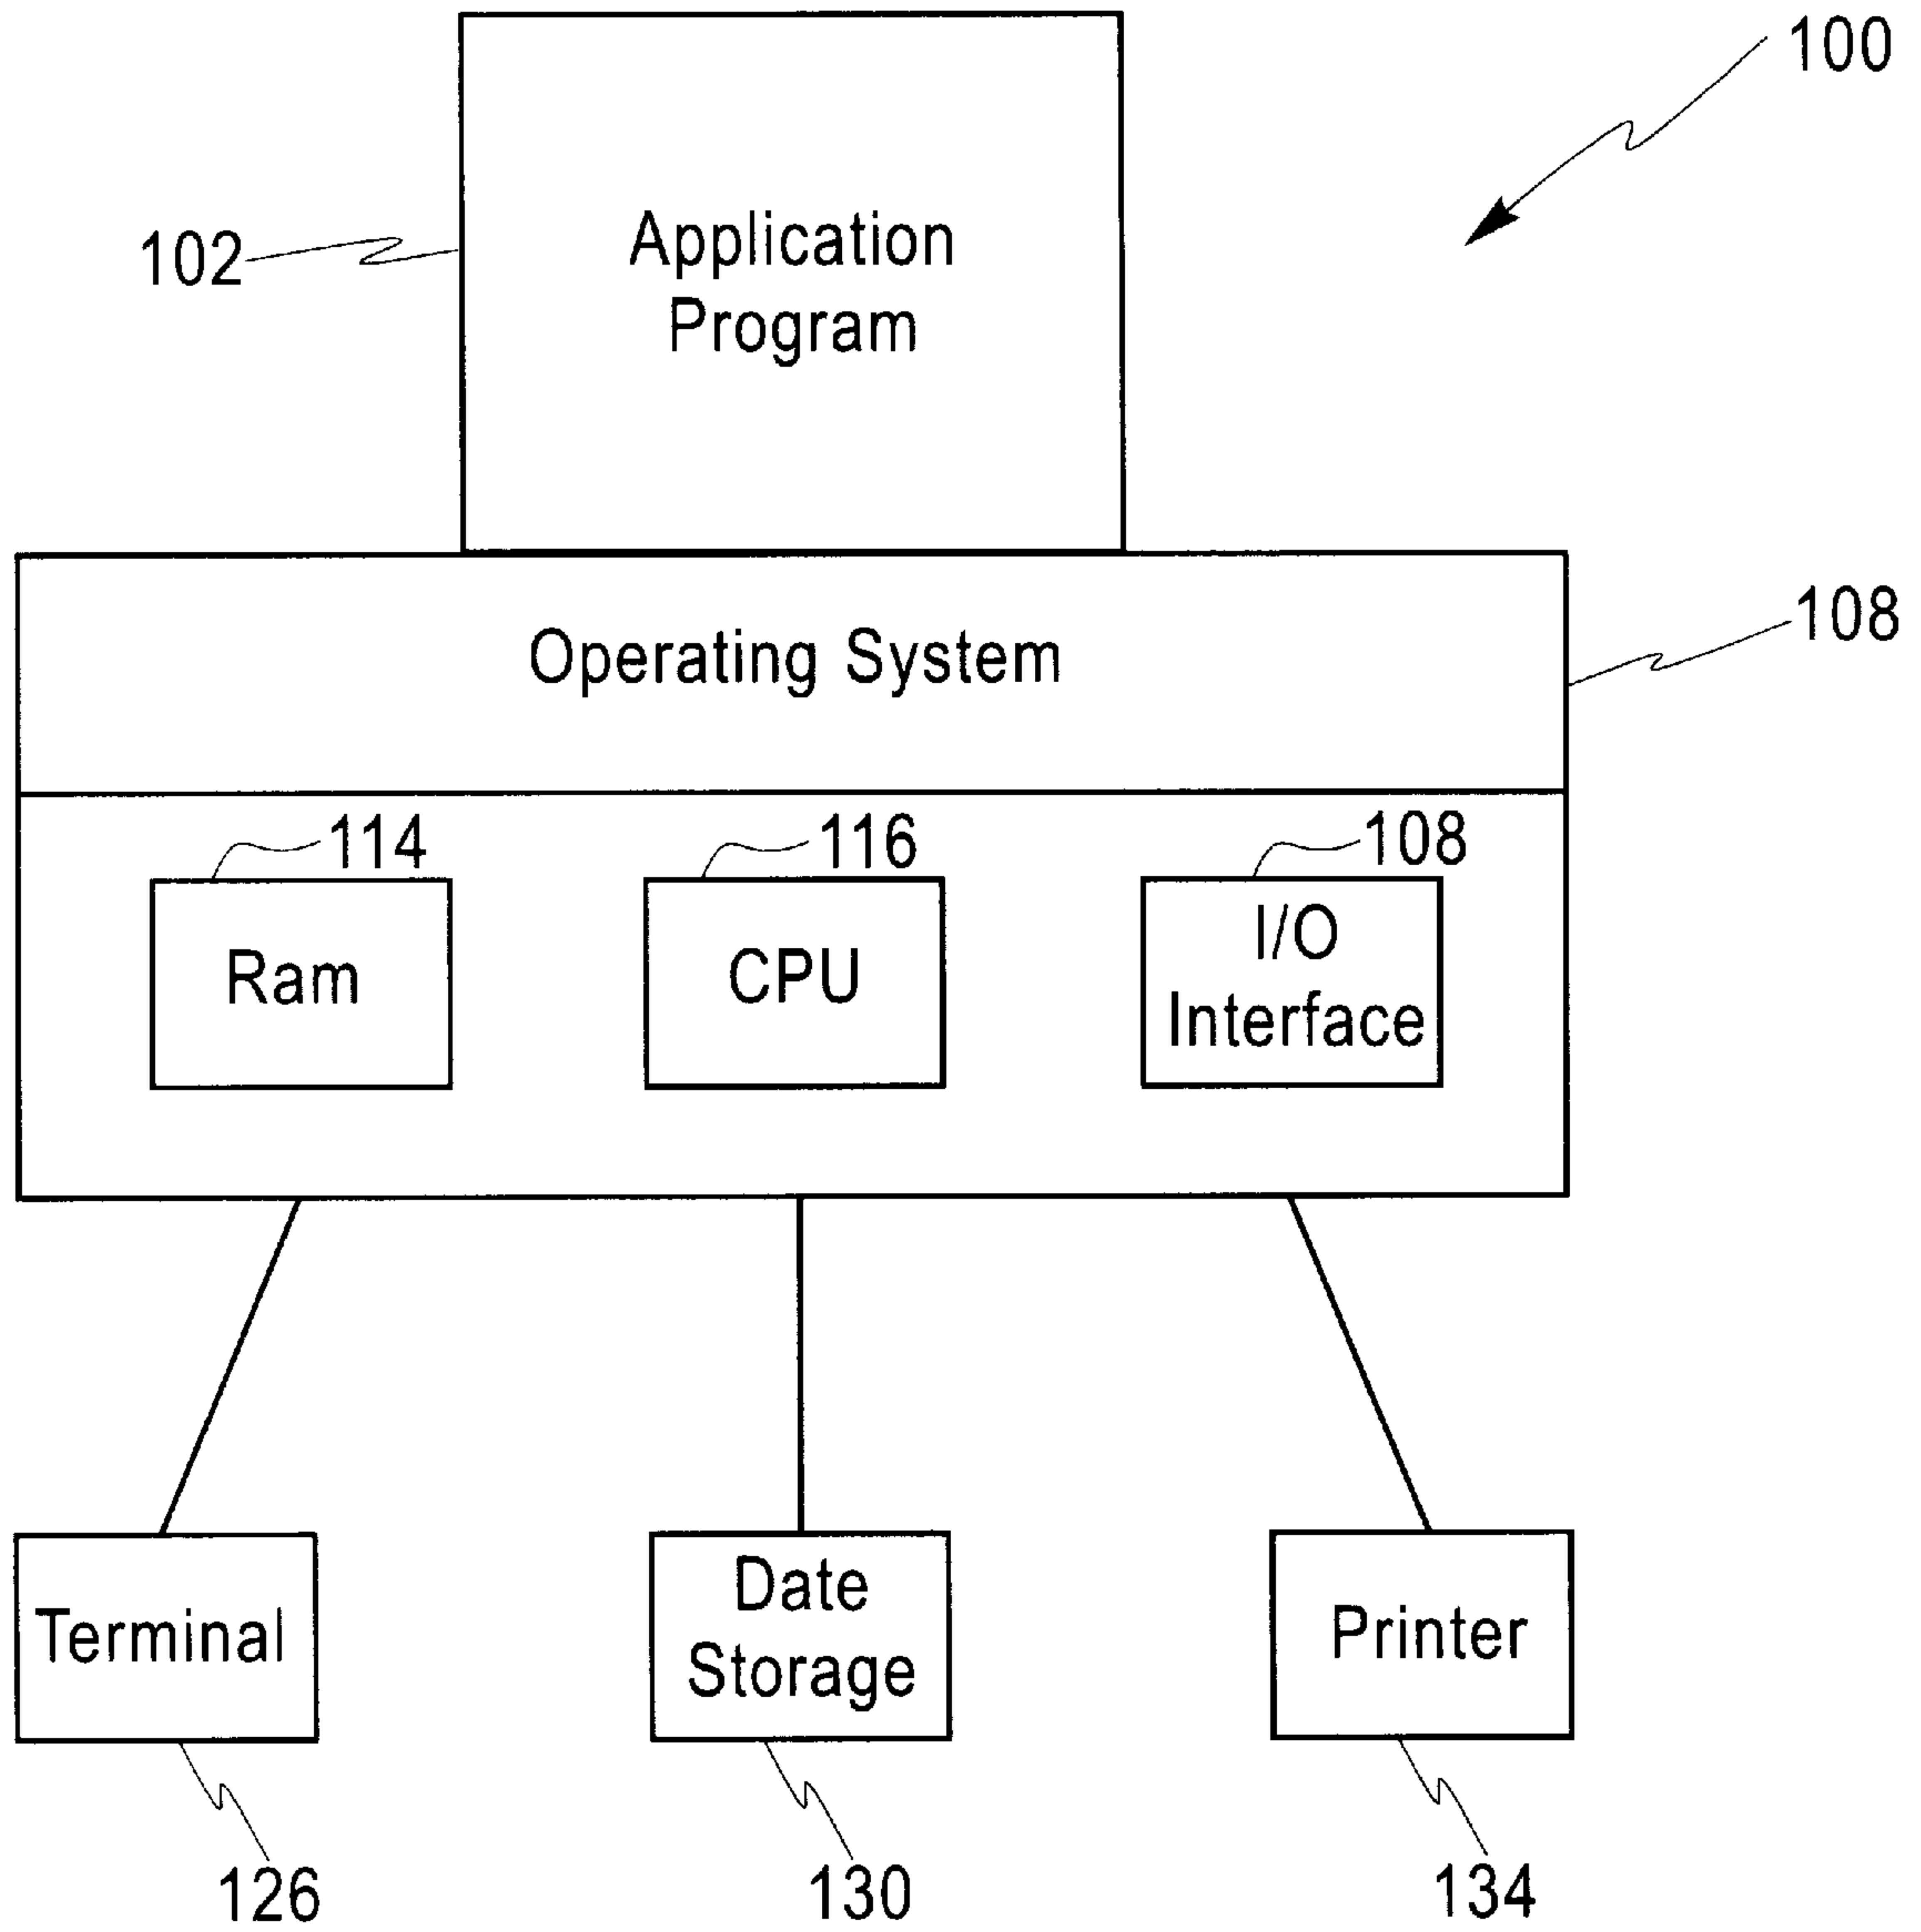 100
102
Application
Program
108
Operating System
114
116
108
Ram
CPU
I/O
Interface
Terminal
Date
Storage
Printer
126
130
134